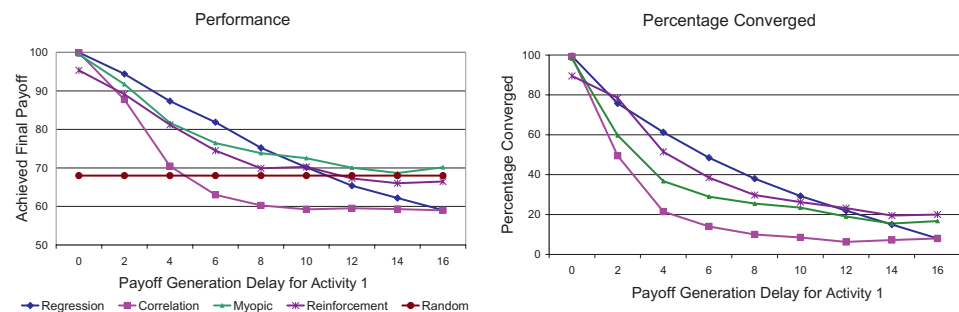 Performance
Achieved Final Payoff
100
90
80
70
60
50
0 2 4 6 8 10 12 14 16
Payoff Generation Delay for Activity 1
Regression Correlation Myopic Reinforcement Random
Percentage Converged
Percentage Converged
100
80
60
40
20
0
0 2 4 6 8 10 12 14 16
Payoff Generation Delay for Activity 1